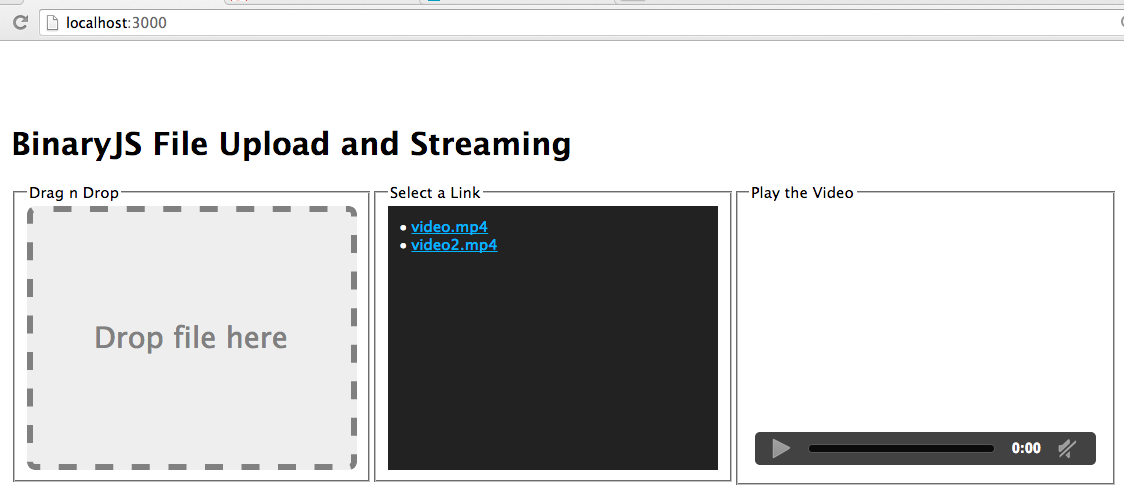 localhost:3000
BinaryJS File Upload and Streaming
Drag n Drop
Drop file here
Select a Link
• video.mp4
• video2.mp4
Play the Video
0:00